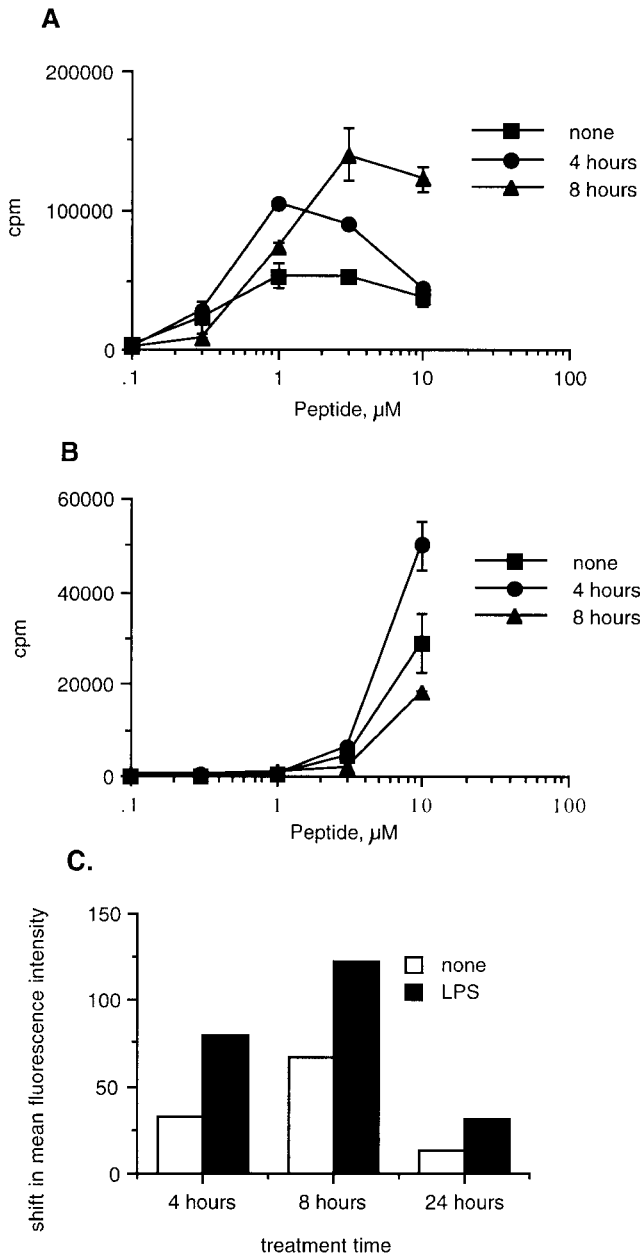 A
200000
100000
0
cpm
.1
1
10
100
Peptide, µM
none
4 hours
8 hours
B
60000
40000
20000
0
cpm
.1
1
10
100
Peptide, µM
none
4 hours
8 hours
C.
150
100
50
0
shift in mean fluorescence intensity
none
LPS
4 hours
8 hours
24 hours
treatment time